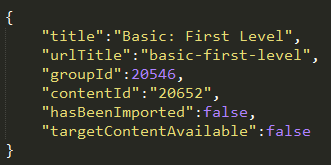 {
"title":"Basic: First Level",
"urlTitle":"basic-first-level",
"groupId":20546,
"contentId":"20652",
"hasBeenImported":false,
"targetContentAvailable":false
}